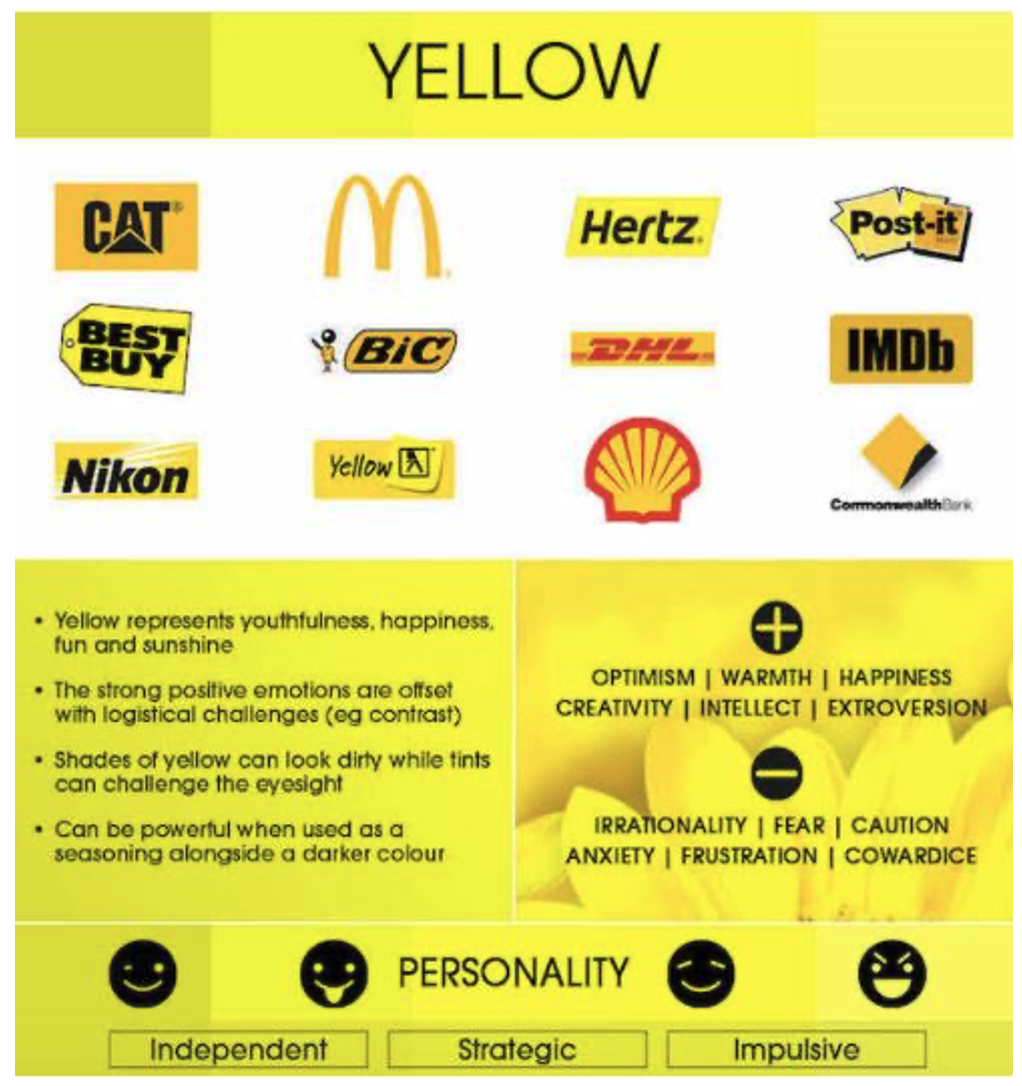 YELLOW
CAT®
M
Hertz.
Post-it
BEST
BUY
BiC
DHL
IMDb
Nikon
Yellow
CommonwealthBank
• Yellow represents youthfulness, happiness,
fun and sunshine
• The strong positive emotions are offset
with logistical challenges (eg contrast)
• Shades of yellow can look dirty while tints
can challenge the eyesight
• Can be powerful when used as a
seasoning alongside a darker colour
OPTIMISM | WARMTH | HAPPINESS
CREATIVITY | INTELLECT | EXTROVERSION
IRRATIONALITY | FEAR | CAUTION
ANXIETY | FRUSTRATION | COWARDICE
PERSONALITY
Independent
Strategic
Impulsive